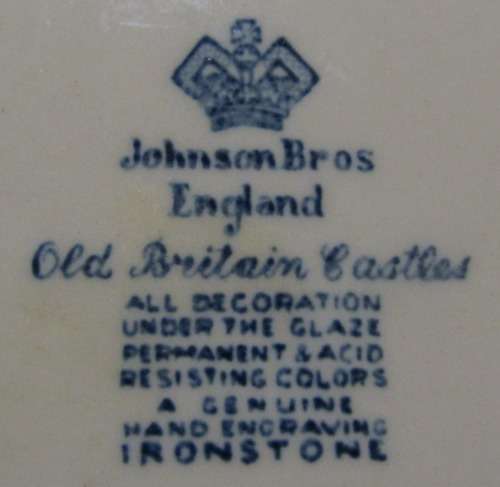 Johnson Bros
England
Old Britain Castles
ALL DECORATION
UNDER THE GLAZE
PERMANENT & ACID
RESISTING COLORS
A GENUINE
HAND ENGRAVING
IRONSTONE